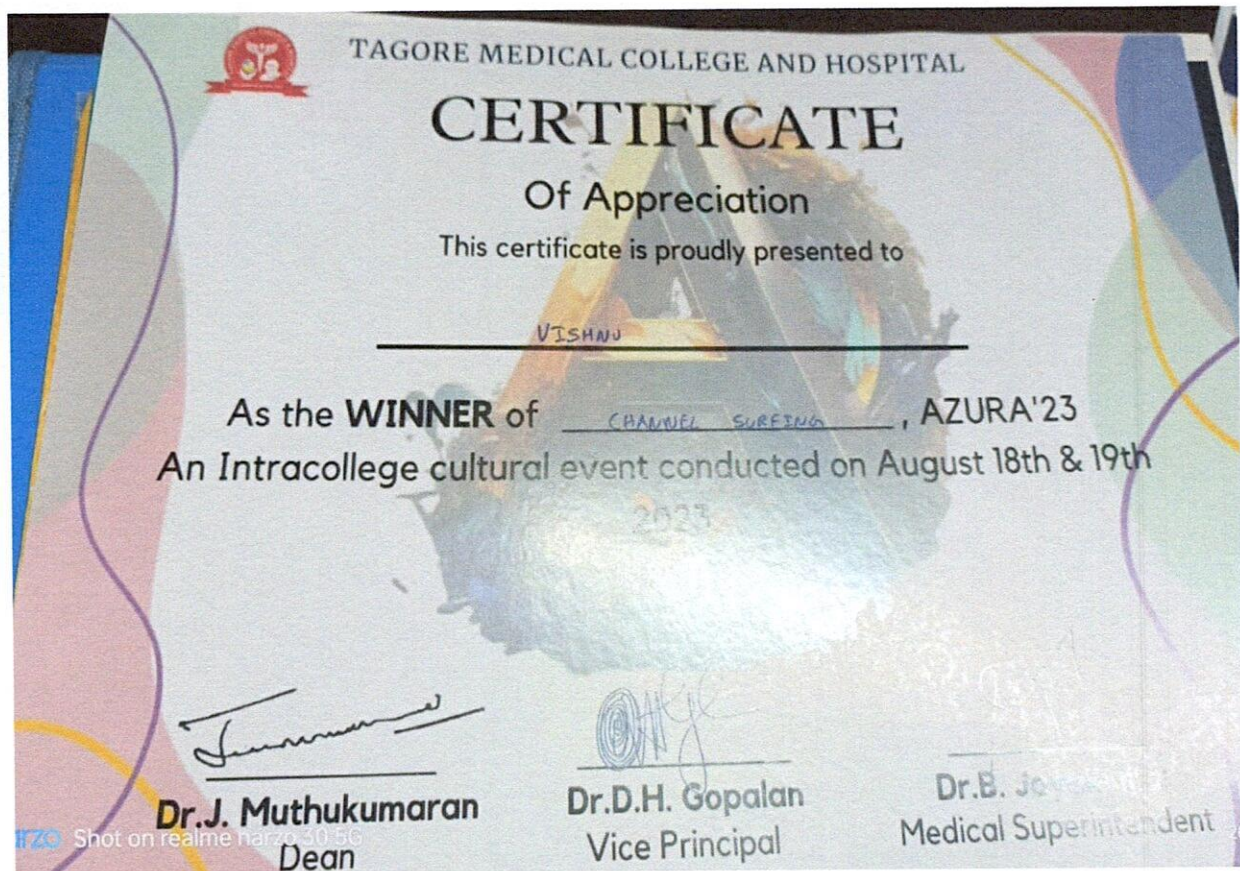 TAGORE MEDICAL COLLEGE AND HOSPITAL
CERTIFICATE
Of Appreciation
This certificate is proudly presented to
VISHNU
As the WINNER of CHANNEL SURFING, AZURA'23
An Intracollege cultural event conducted on August 18th & 19th
2023
Dr.J. Muthukumaran
Dean
Dr.D.H. Gopalan
Vice Principal
Dr.B.
Medical Superintendent
Shot on realme narzo 30 5G